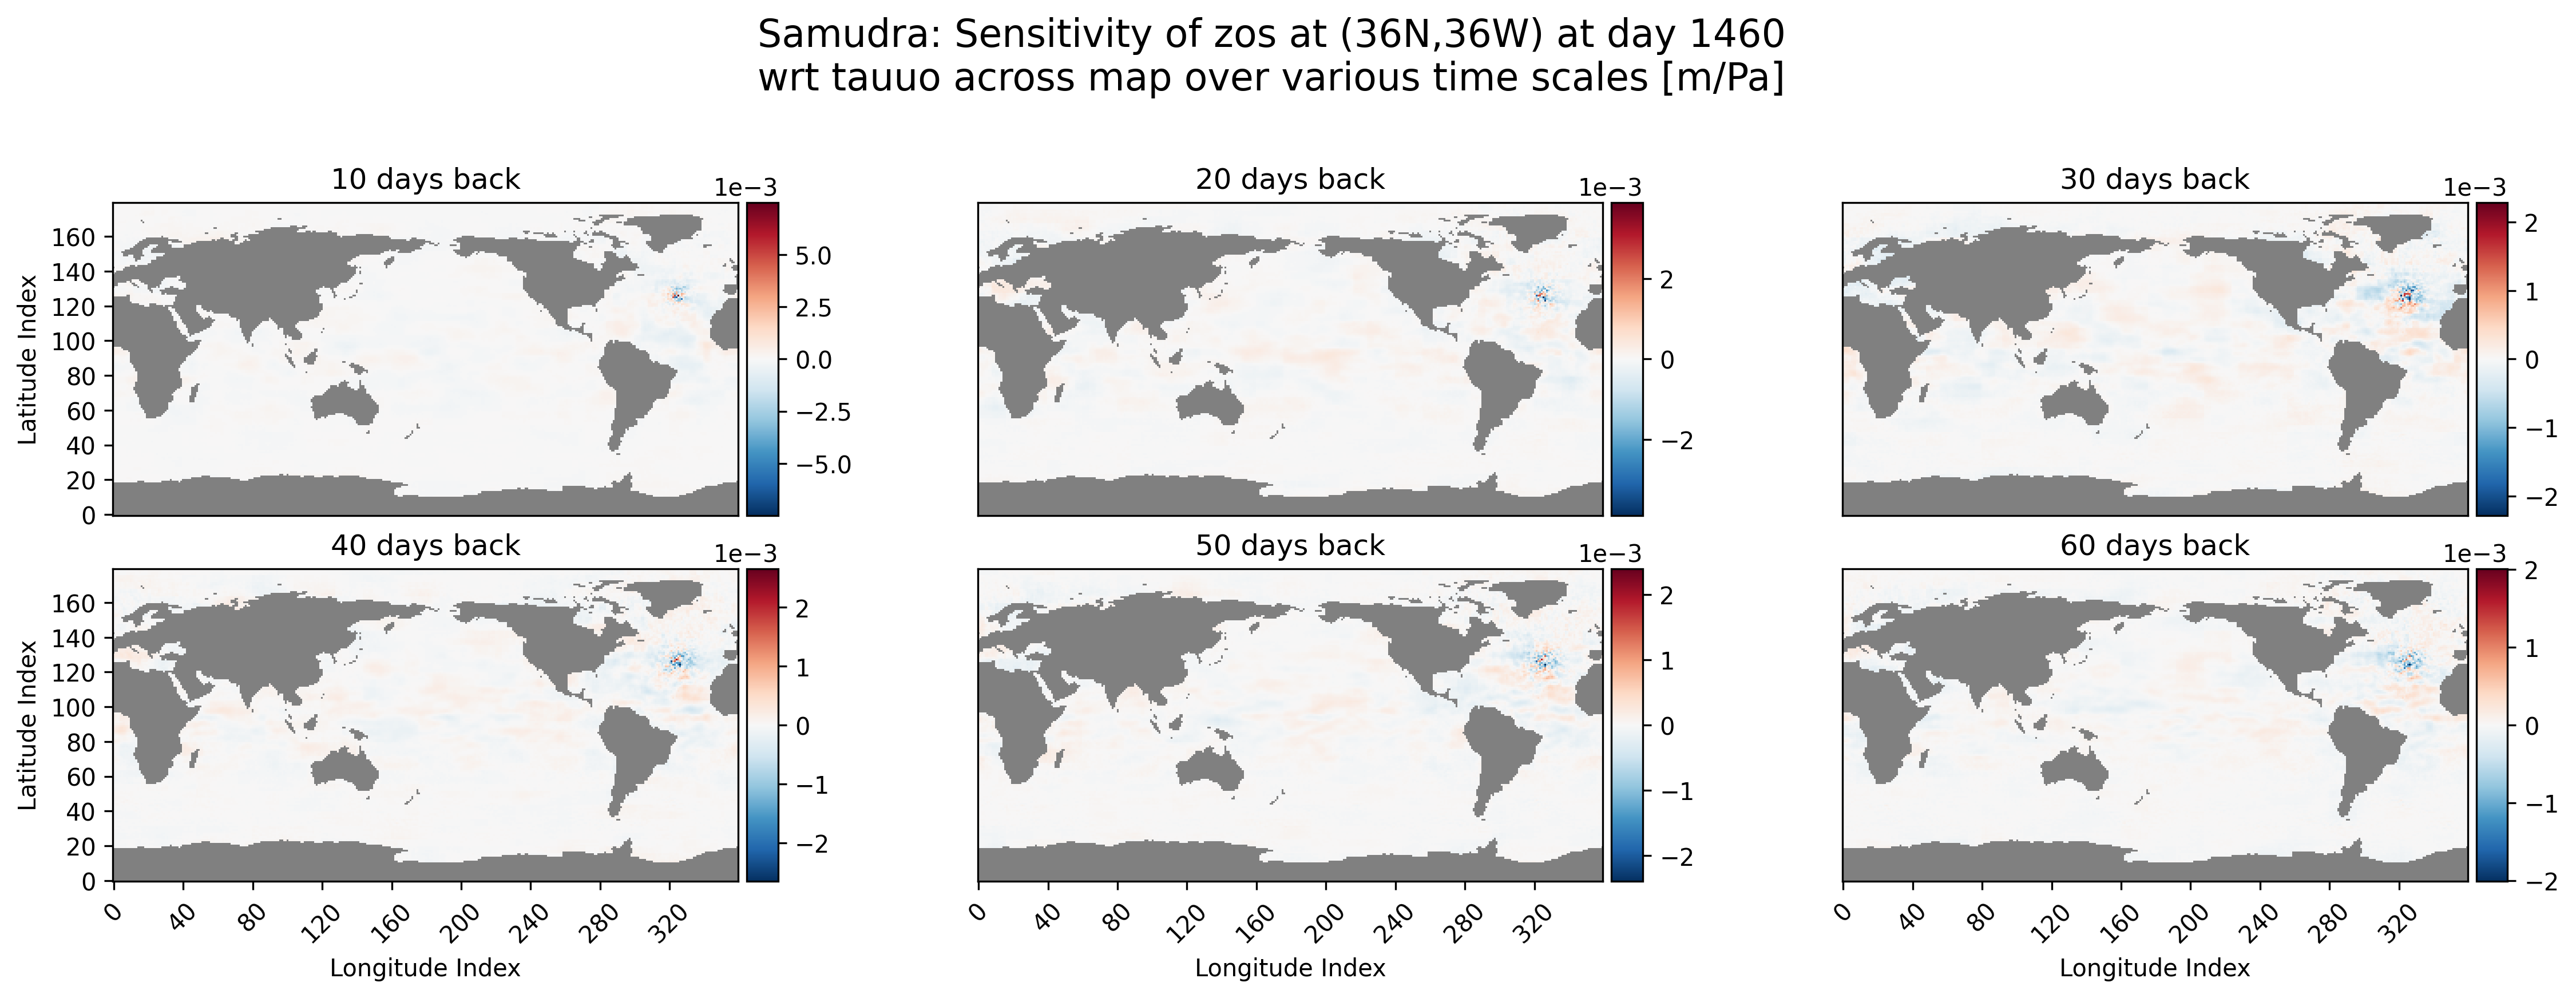 Samudra: Sensitivity of zos at (36N,36W) at day 1460
wrt tauuo across map over various time scales [m/Pa]
10 days back
1e−3
20 days back
1e−3
30 days back
1e−3
Latitude Index
160
140
120
100
80
60
40
20
0
5.0
2.5
0.0
−2.5
−5.0
2
0
−2
2
1
0
−1
−2
40 days back
1e−3
50 days back
1e−3
60 days back
1e−3
Latitude Index
160
140
120
100
80
60
40
20
0
2
1
0
−1
−2
2
1
0
−1
−2
2
1
0
−1
−2
0 40 80 120 160 200 240 280 320
0 40 80 120 160 200 240 280 320
0 40 80 120 160 200 240 280 320
Longitude Index
Longitude Index
Longitude Index